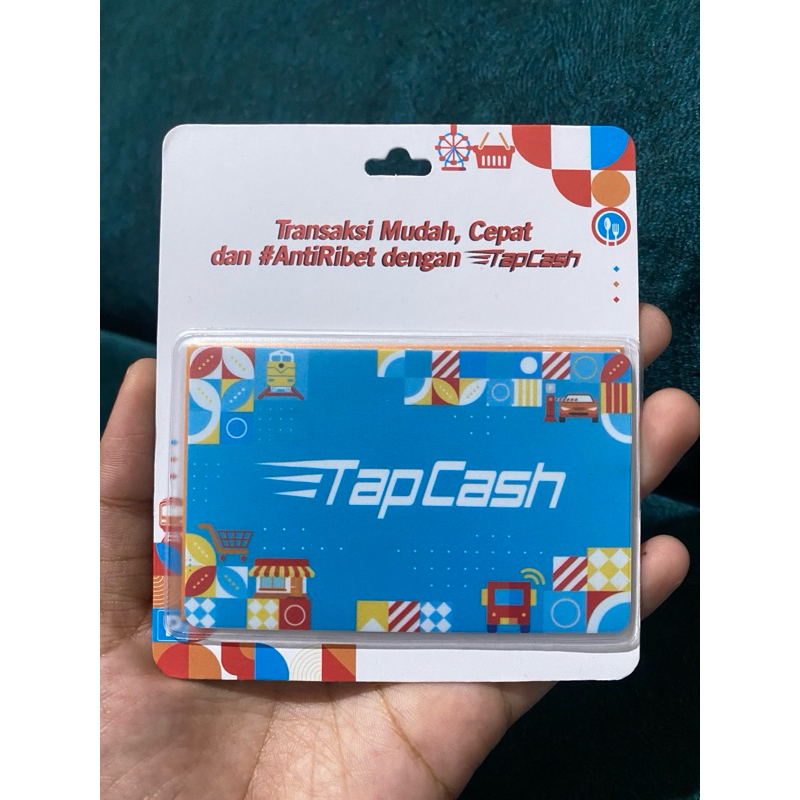 Transaksi Mudah, Cepat
dan #AntiRibet dengan TapCash
TapCash